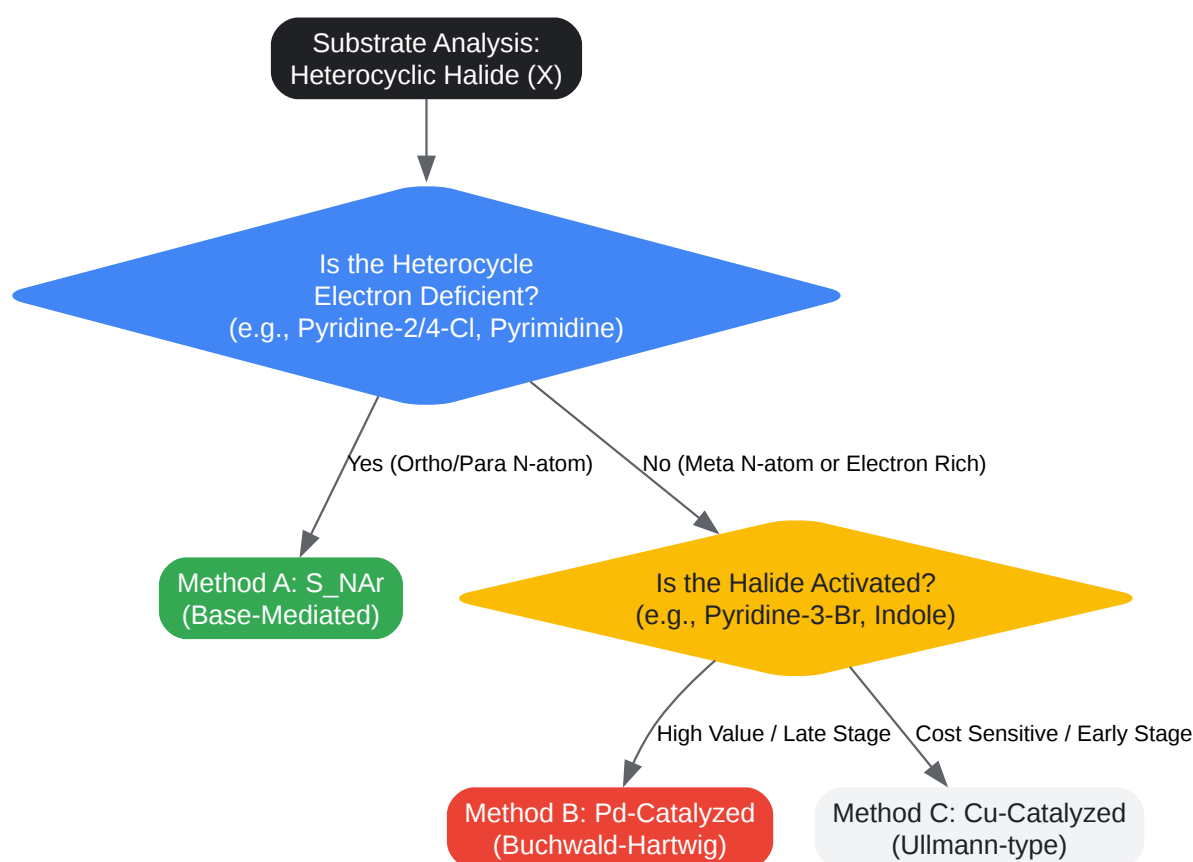 Substrate Analysis:
Heterocyclic Halide (X)
Is the Heterocycle
Electron Deficient?
(e.g., Pyridine-2/4-Cl, Pyrimidine)
Yes (Ortho/Para N-atom)
No (Meta N-atom or Electron Rich)
Method A: S_NAr
(Base-Mediated)
Is the Halide Activated?
(e.g., Pyridine-3-Br, Indole)
High Value / Late Stage
Cost Sensitive / Early Stage
Method B: Pd-Catalyzed
(Buchwald-Hartwig)
Method C: Cu-Catalyzed
(Ullmann-type)